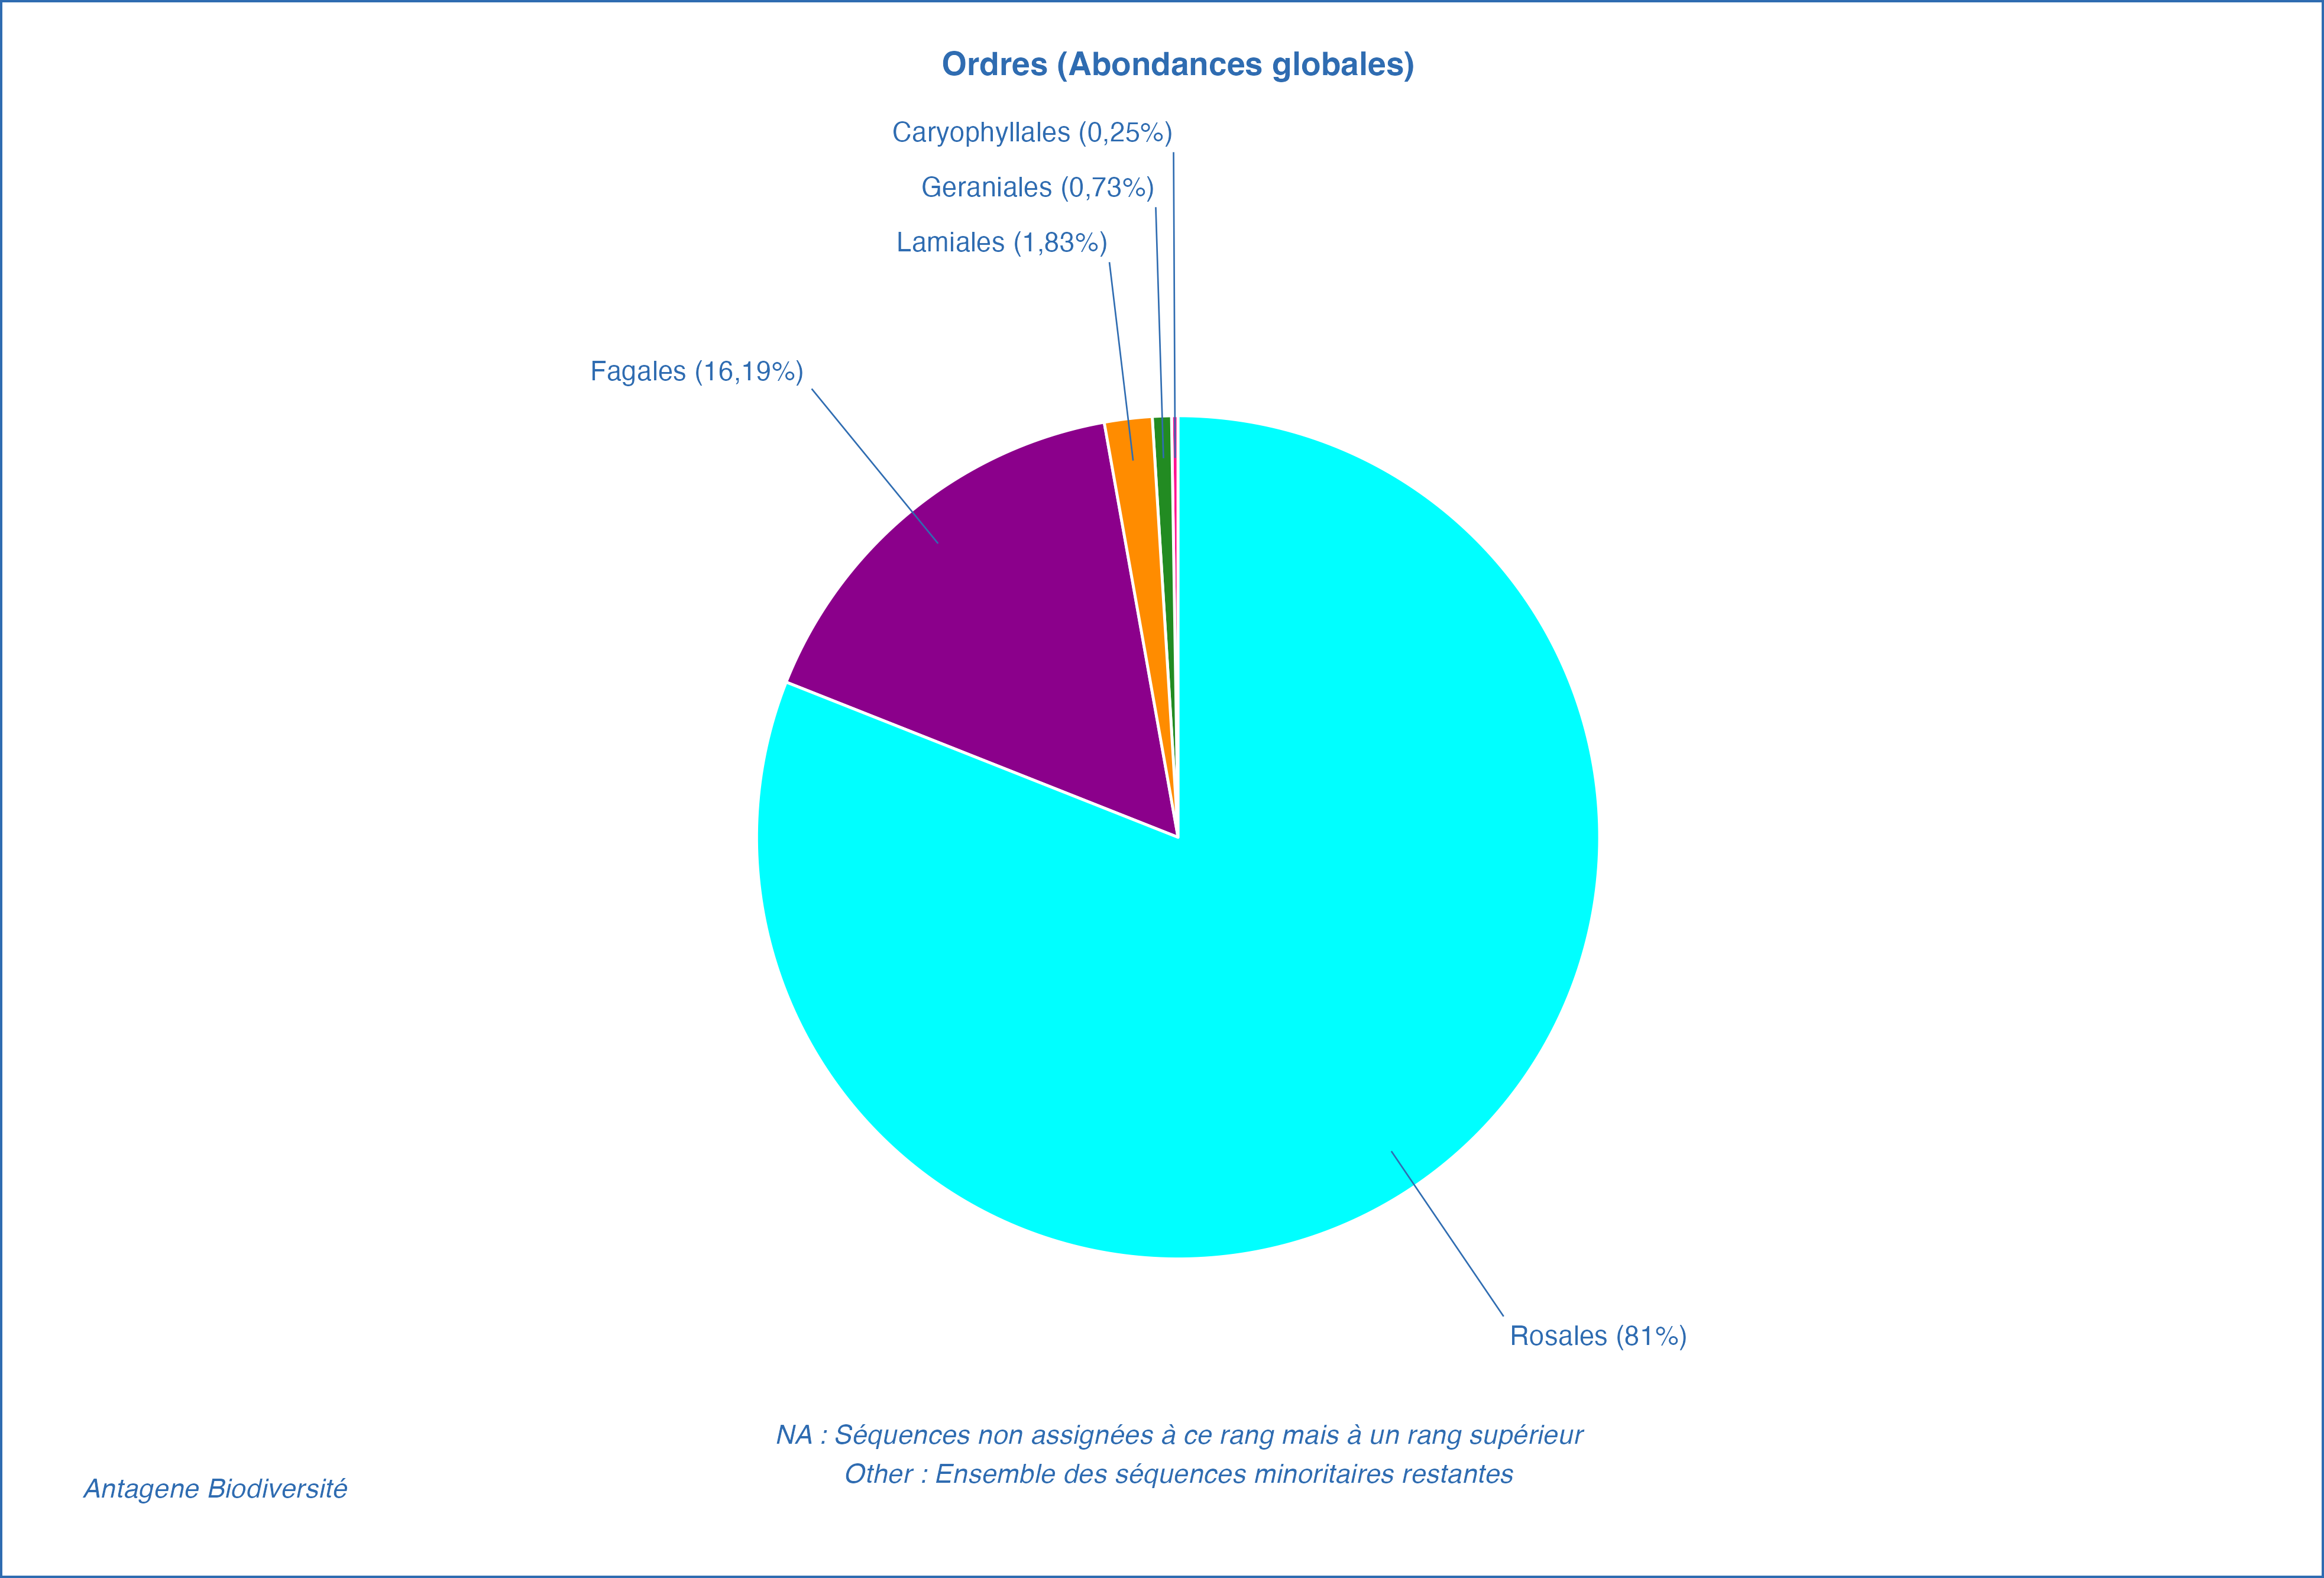 Ordres (Abondances globales)
Caryophyllales (0,25%)
Geraniales (0,73%)
Lamiales (1,83%)
Fagales (16,19%)
Rosales (81%)
NA : Séquences non assignées à ce rang mais à un rang supérieur
Other : Ensemble des séquences minoritaires restantes
Antagene Biodiversité